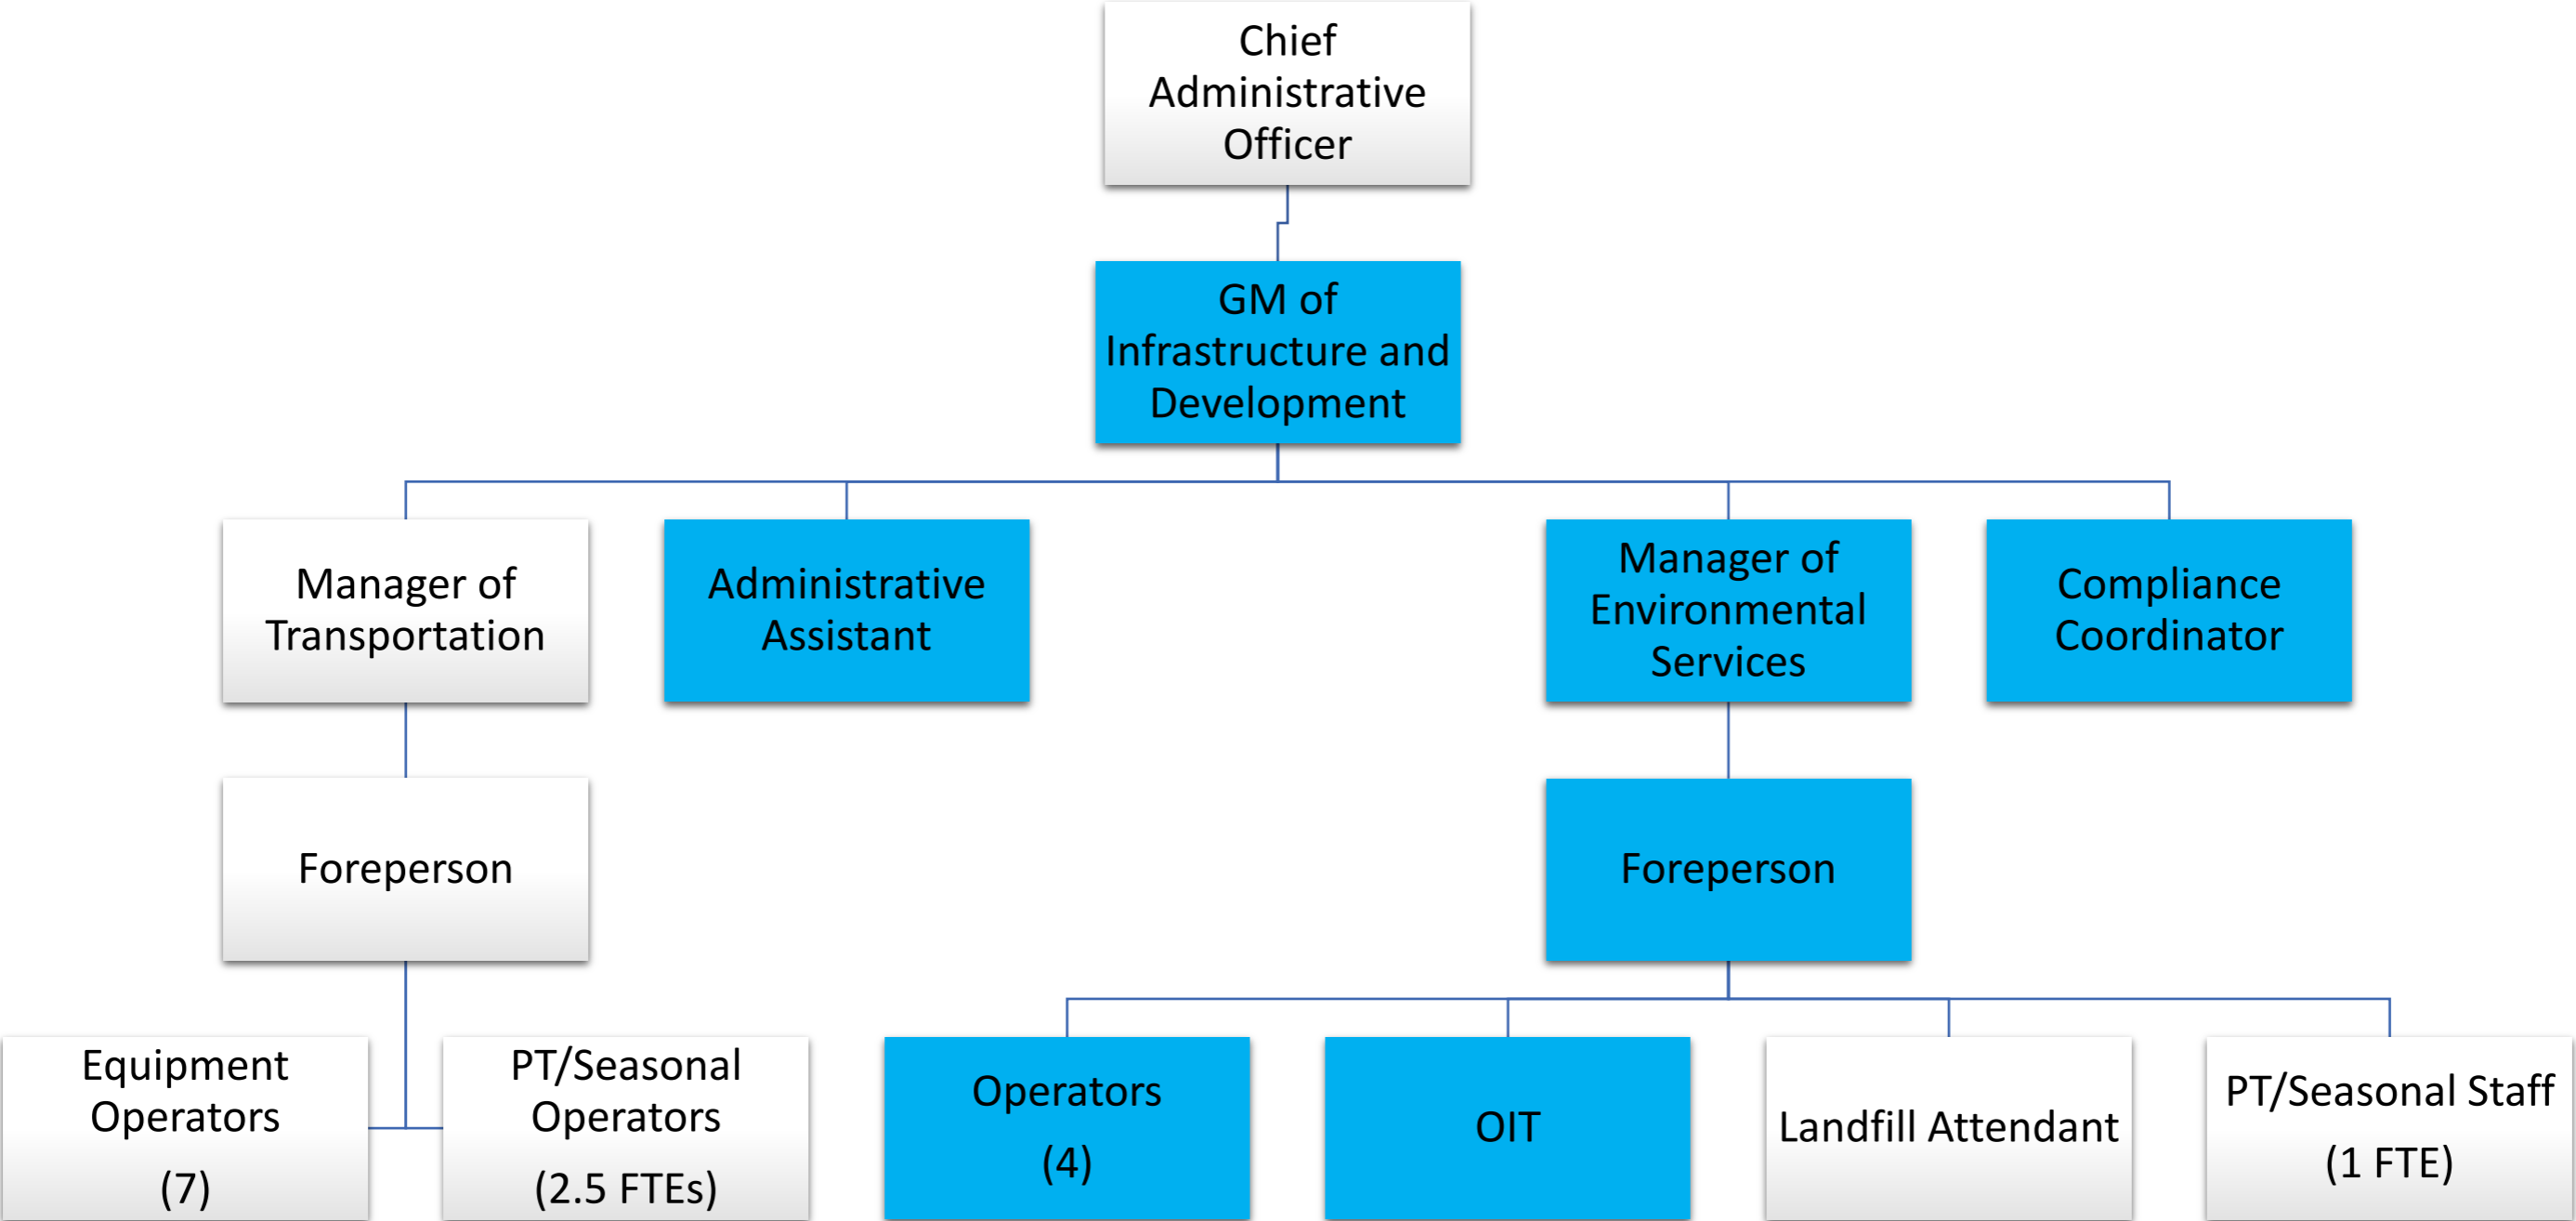 Chief
Administrative
Officer
GM of
Infrastructure and
Development
Manager of
Transportation
Administrative
Assistant
Manager of
Environmental
Services
Compliance
Coordinator
Foreperson
Foreperson
Equipment
Operators
(7)
PT/Seasonal
Operators
(2.5 FTEs)
Operators
(4)
OIT
Landfill Attendant
PT/Seasonal Staff
(1 FTE)